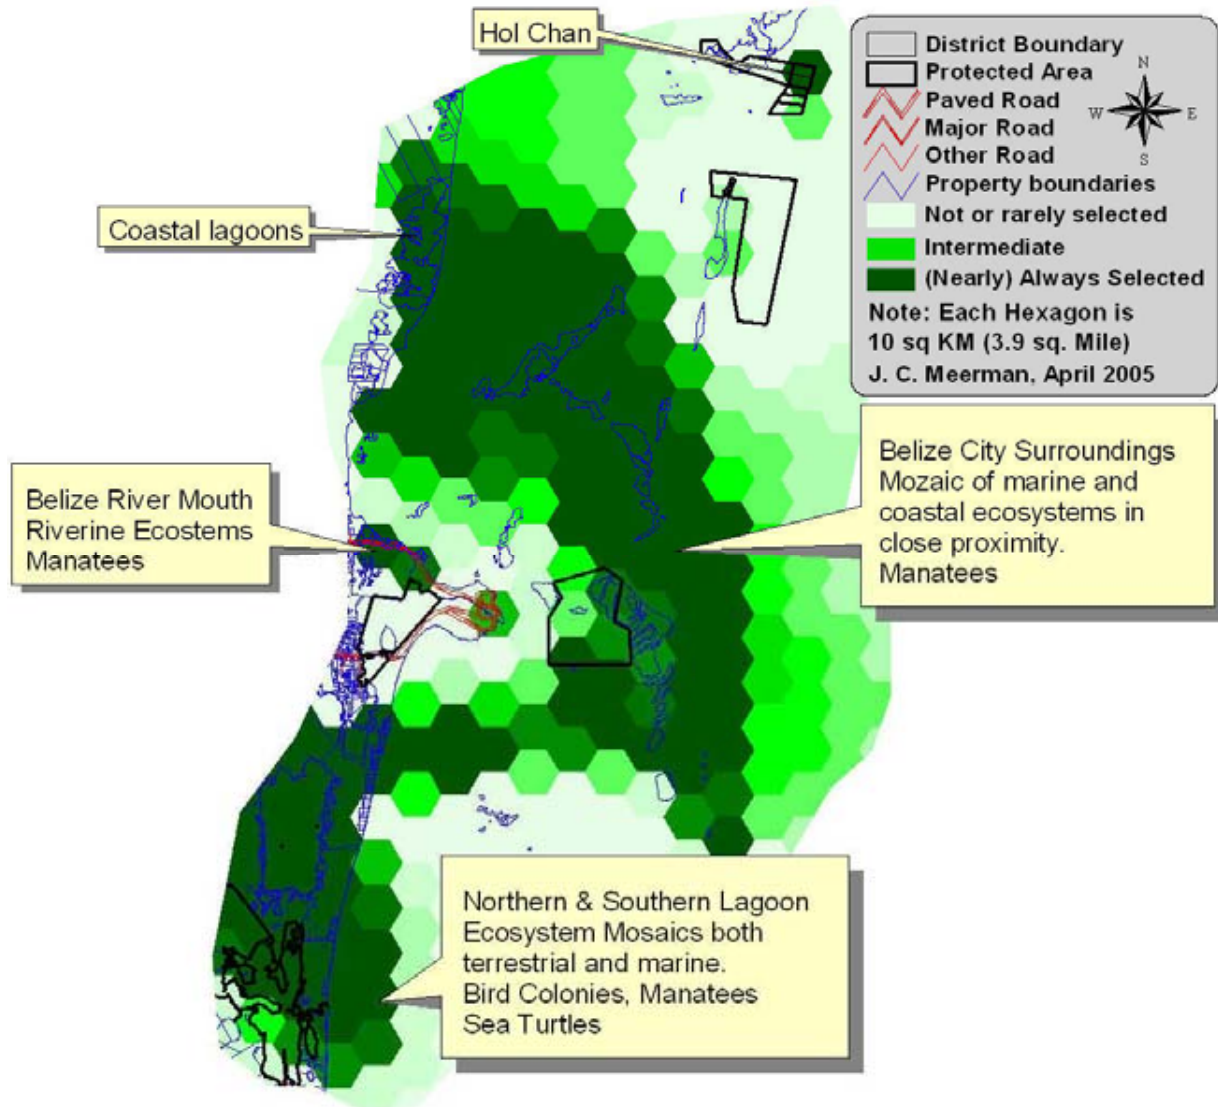 Hol Chan
District Boundary
Protected Area
Paved Road
Major Road
Other Road
Property boundaries
Not or rarely selected
Intermediate
(Nearly) Always Selected
Note: Each Hexagon is
10 sq KM (3.9 sq. Mile)
J. C. Meerman, April 2005
N
W
E
S
Coastal lagoons
Belize River Mouth
Riverine Ecostems
Manatees
Belize City Surroundings
Mozaic of marine and
coastal ecosystems in
close proximity.
Manatees
Northern & Southern Lagoon
Ecosystem Mosaics both
terrestrial and marine.
Bird Colonies, Manatees
Sea Turtles